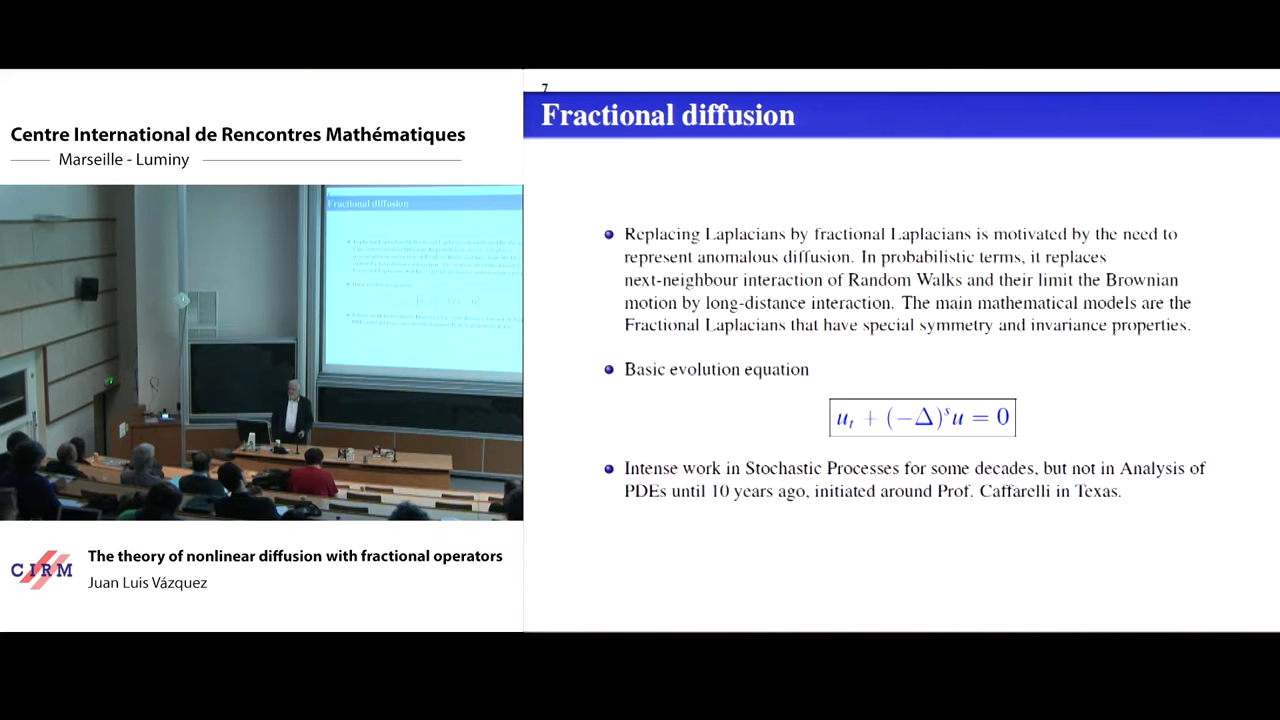 Centre International de Rencontres Mathématiques
Marseille - Luminy
Fractional diffusion
CIRM
The theory of nonlinear diffusion with fractional operators
Juan Luis Vázquez
7
Fractional diffusion
Replacing Laplacians by fractional Laplacians is motivated by the need to
represent anomalous diffusion. In probabilistic terms, it replaces
next-neighbour interaction of Random Walks and their limit the Brownian
motion by long-distance interaction. The main mathematical models are the
Fractional Laplacians that have special symmetry and invariance properties.
Basic evolution equation
uₜ + (−Δ)ˢu = 0
Intense work in Stochastic Processes for some decades, but not in Analysis of
PDEs until 10 years ago, initiated around Prof. Caffarelli in Texas.